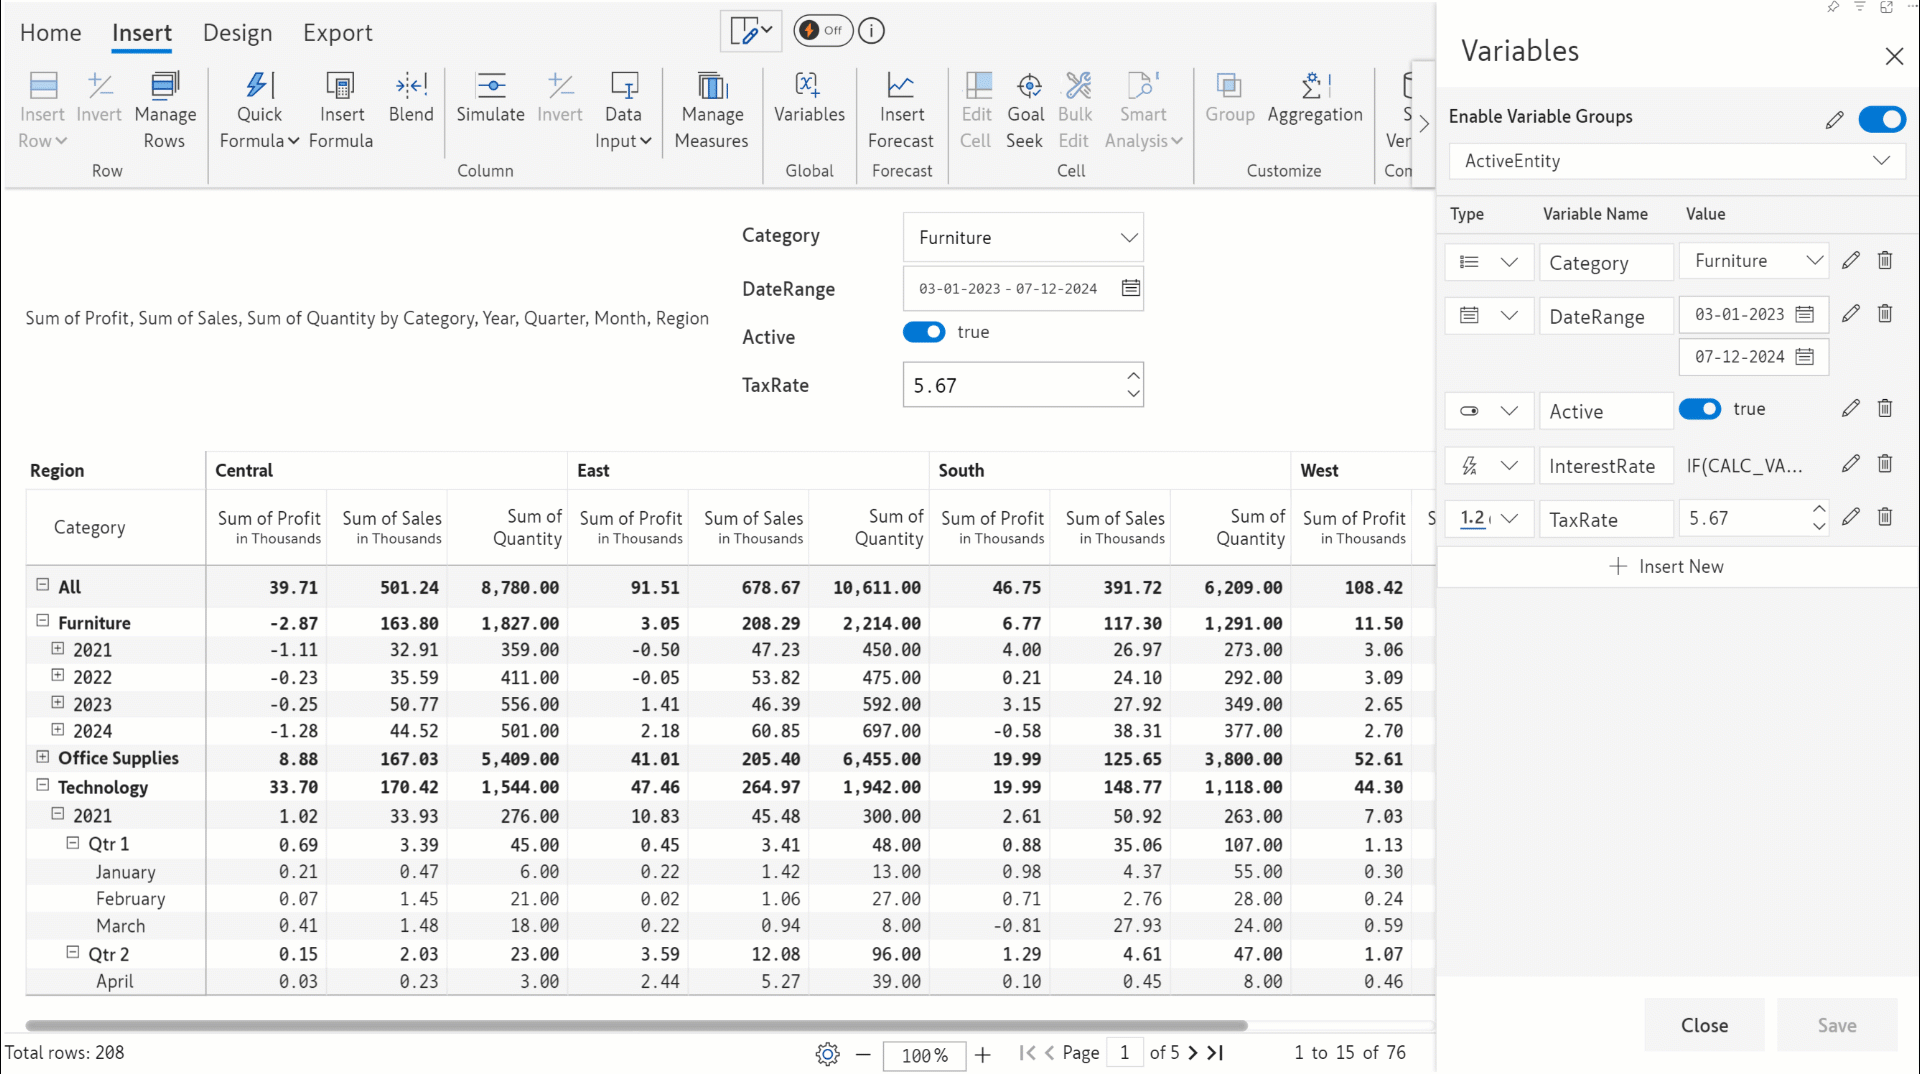 Home Insert Design Export
Off
Insert Row
Invert
Manage Rows
Row
Quick Formula
Insert Formula
Blend
Simulate
Invert
Data Input
Column
Manage Measures
Variables
Global
Insert Forecast
Forecast
Edit Cell
Goal Seek
Bulk Edit
Smart Analysis
Cell
Group
Aggregation
Customize
Sum of Profit, Sum of Sales, Sum of Quantity by Category, Year, Quarter, Month, Region
Category Furniture
DateRange 03-01-2023 - 07-12-2024
Active true
TaxRate 5.67
Region Central East South West
Category Sum of Profit in Thousands Sum of Sales in Thousands Sum of Quantity Sum of Profit in Thousands Sum of Sales in Thousands Sum of Quantity Sum of Profit in Thousands Sum of Sales in Thousands Sum of Quantity Sum of Profit in Thousands
All 39.71 501.24 8,780.00 91.51 678.67 10,611.00 46.75 391.72 6,209.00 108.42
Furniture -2.87 163.80 1,827.00 3.05 208.29 2,214.00 6.77 117.30 1,291.00 11.50
2021 -1.11 32.91 359.00 -0.50 47.23 450.00 4.00 26.97 273.00 3.06
2022 -0.23 35.59 411.00 -0.05 53.82 475.00 0.21 24.10 292.00 3.09
2023 -0.25 50.77 556.00 1.41 46.39 592.00 3.15 27.92 349.00 2.65
2024 -1.28 44.52 501.00 2.18 60.85 697.00 -0.58 38.31 377.00 2.70
Office Supplies 8.88 167.03 5,409.00 41.01 205.40 6,455.00 19.99 125.65 3,800.00 52.61
Technology 33.70 170.42 1,544.00 47.46 264.97 1,942.00 19.99 148.77 1,118.00 44.30
2021 1.02 33.93 276.00 10.83 45.48 300.00 2.61 50.92 263.00 7.03
Qtr 1 0.69 3.39 45.00 0.45 3.41 48.00 0.88 35.06 107.00 1.13
January 0.21 0.47 6.00 0.22 1.42 13.00 0.98 4.37 55.00 0.30
February 0.07 1.45 21.00 0.02 1.06 27.00 0.71 2.76 28.00 0.24
March 0.41 1.48 18.00 0.22 0.94 8.00 -0.81 27.93 24.00 0.59
Qtr 2 0.15 2.03 23.00 3.59 12.08 96.00 1.29 4.61 47.00 1.07
April 0.03 0.23 3.00 2.44 5.27 39.00 0.10 0.45 8.00 0.46
Total rows: 208
100%
Page 1 of 5
1 to 15 of 76
Variables
Enable Variable Groups
ActiveEntity
Type Variable Name Value
Category Furniture
DateRange 03-01-2023
07-12-2024
Active true
InterestRate IF(CALC_VA...
1.2 TaxRate 5.67
Insert New
Close Save